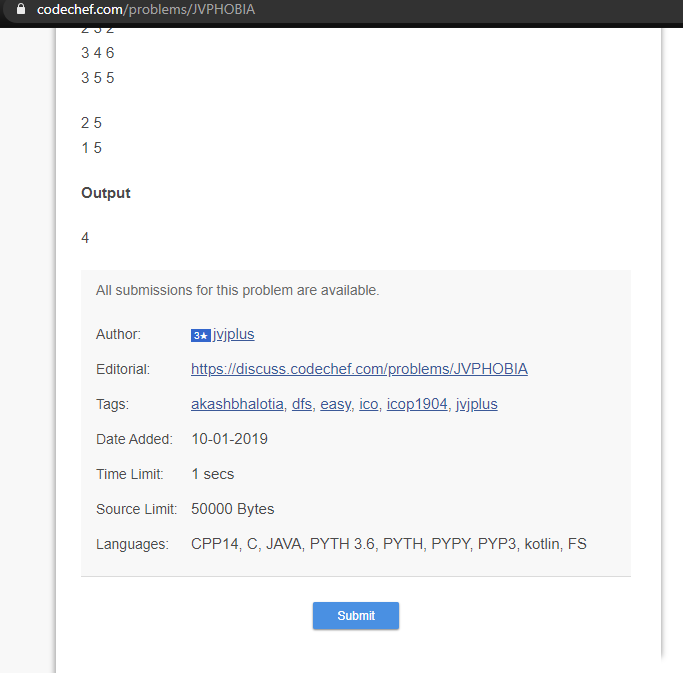 codechef.com/problems/JVPHOBIA
2 3 2
3 4 6
3 5 5
2 5
1 5
Output
4
All submissions for this problem are available.
Author: 3★ jvjplus
Editorial: https://discuss.codechef.com/problems/JVPHOBIA
Tags: akashbhalotia, dfs, easy, ico, icop1904, jvjplus
Date Added: 10-01-2019
Time Limit: 1 secs
Source Limit: 50000 Bytes
Languages: CPP14, C, JAVA, PYTH 3.6, PYTH, PYPY, PYP3, kotlin, FS
Submit